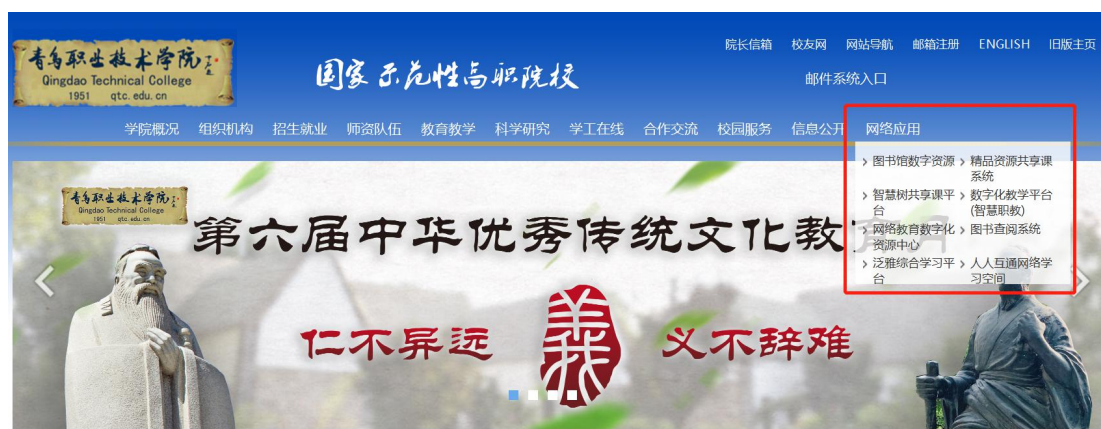 青岛职业技术学院
Qingdao Technical College
1951 qtc.edu.cn
国家示范性高职院校
院长信箱 校友网 网站导航 邮箱注册 ENGLISH 旧版主页
邮件系统入口
学院概况 组织机构 招生就业 师资队伍 教育教学 科学研究 学工在线 合作交流 校园服务 信息公开 网络应用
图书馆数字资源
精品资源共享课
系统
智慧树共享课平
台
数字化教学平台
(智慧职教)
网络教育数字化
资源中心
图书查阅系统
泛雅综合学习平
台
人人互通网络学
习空间
青岛职业技术学院
Qingdao Technical College
1951 qtc.edu.cn
第六届中华优秀传统文化教育月
仁不异远
義
义不辞难